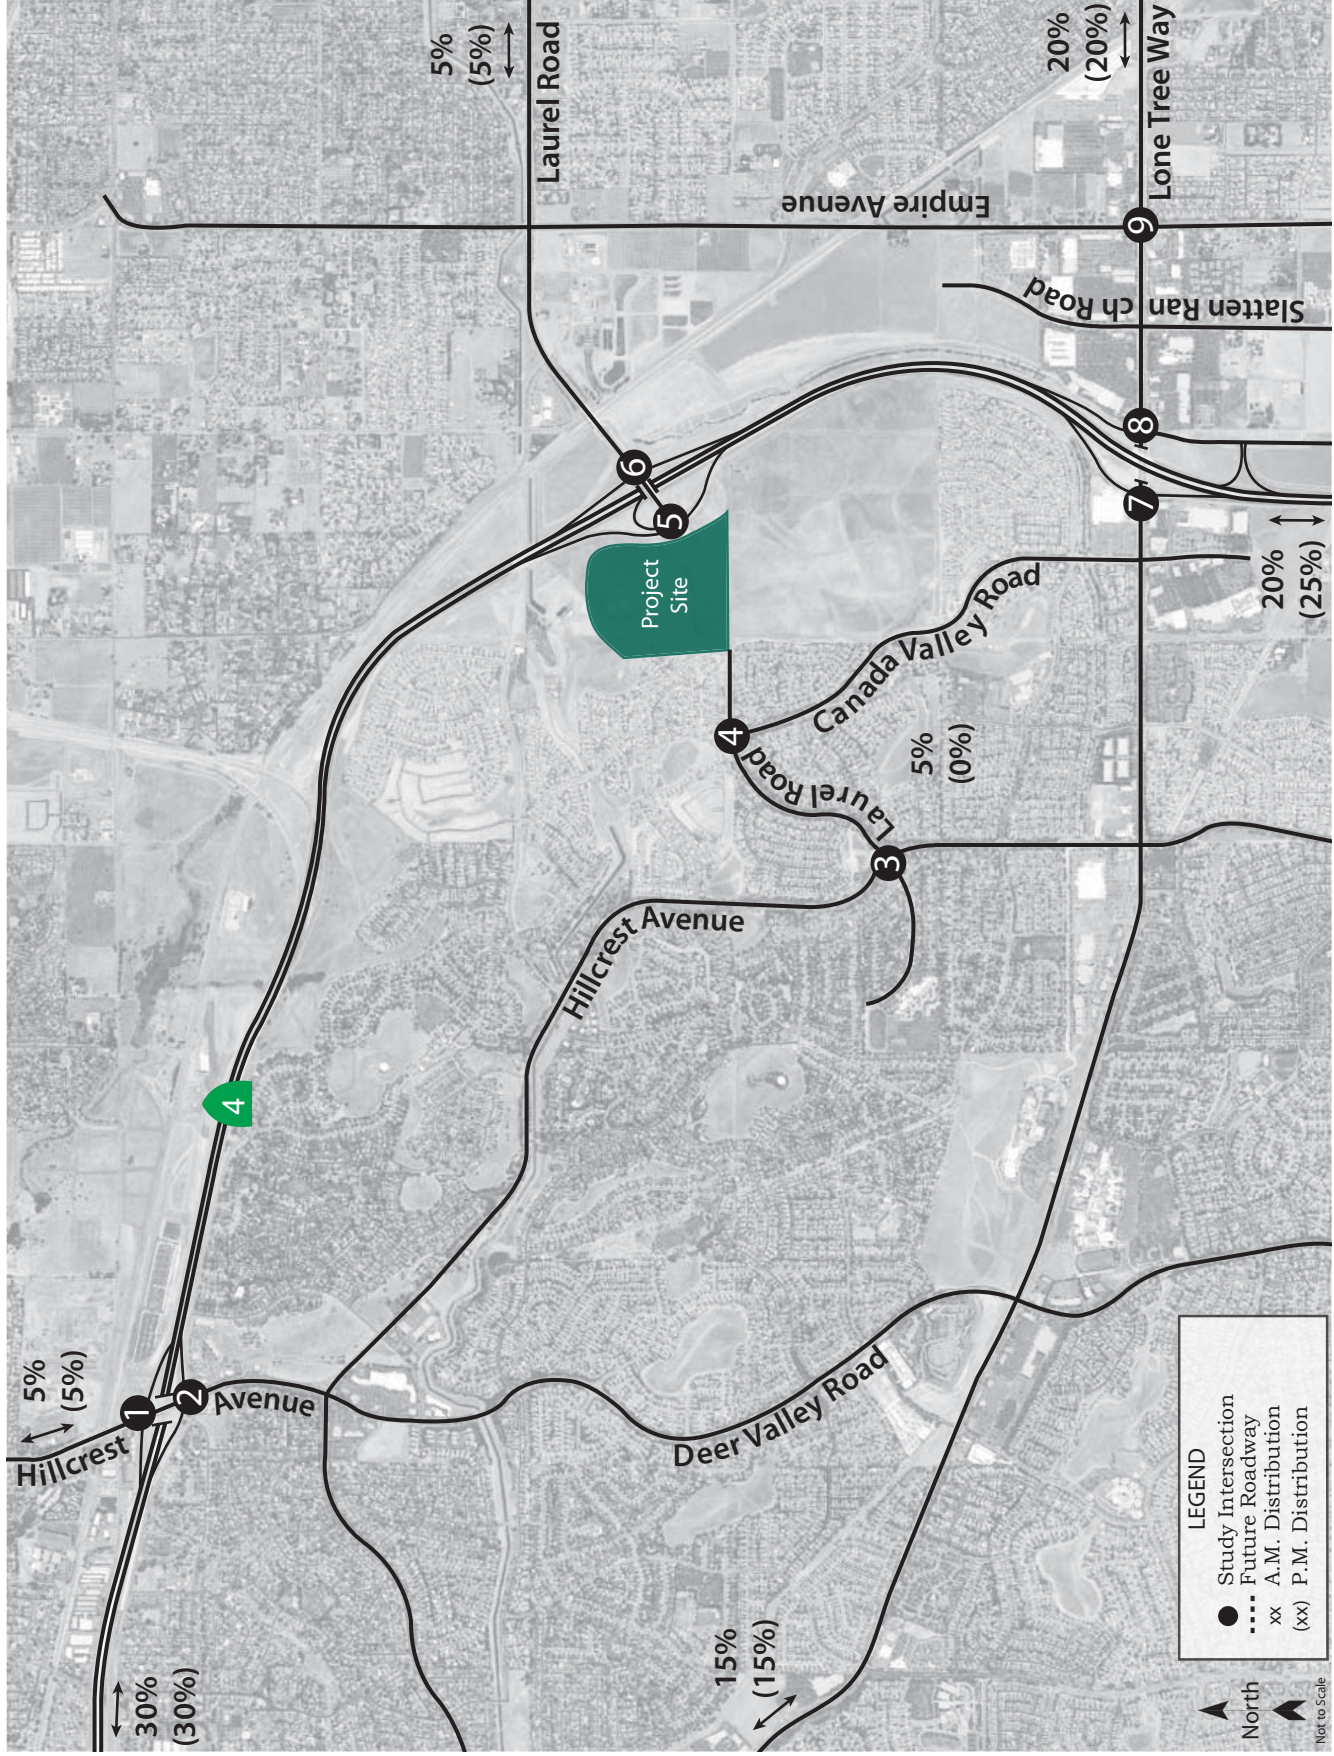 5%
(5%)
Hillcrest
Avenue
1
2
30%
(30%)
4
5%
(5%)
Laurel Road
Hillcrest Avenue
Project
Site
5
6
Empire Avenue
4
Laurel Road
3
Canada Valley Road
5%
(0%)
Deer Valley Road
15%
(15%)
20%
(20%)
Lone Tree Way
Slatten Ran ch Road
7
8
9
20%
(25%)
LEGEND
Study Intersection
Future Roadway
xx A.M. Distribution
(xx) P.M. Distribution
North
Not to Scale